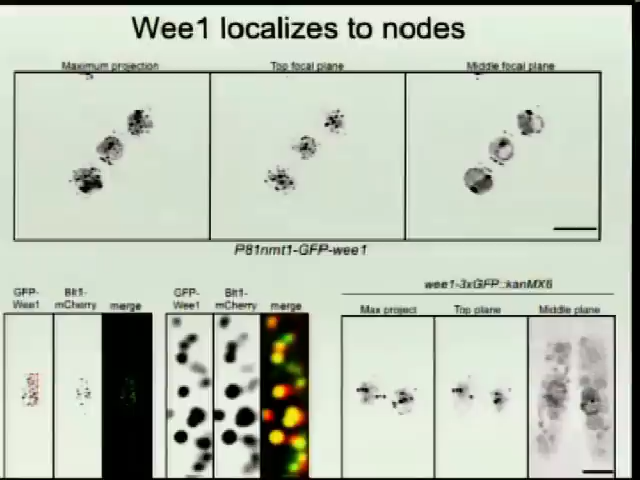 Wee1 localizes to nodes
Maximum projection
Top focal plane
Middle focal plane
P81nmt1-GFP-wee1
GFP-
Wee1
Blt1-
mCherry
merge
GFP-
Wee1
Blt1-
mCherry
merge
wee1-3xGFP::kanMX6
Max project
Top plane
Middle plane